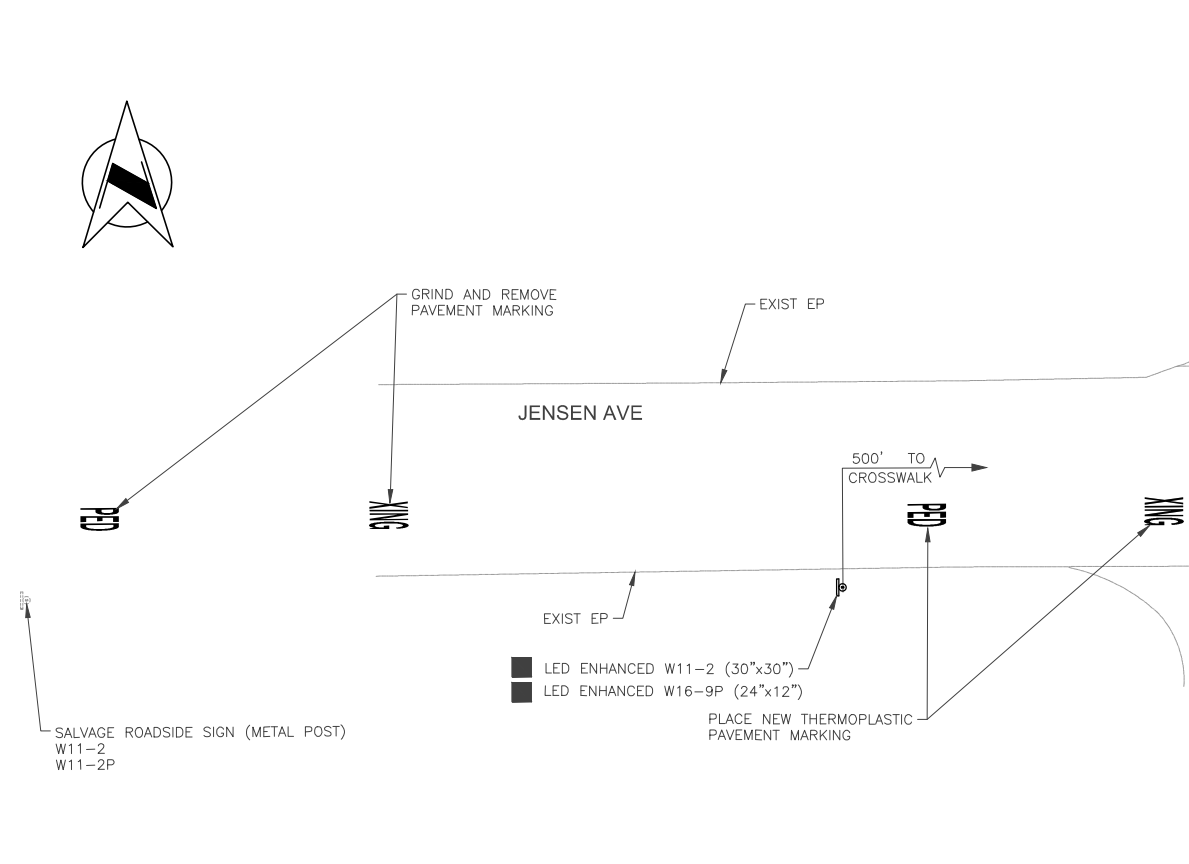 GRIND AND REMOVE
PAVEMENT MARKING
EXIST EP
JENSEN AVE
500' TO
CROSSWALK
PED
XING
PED
XING
EXIST EP
LED ENHANCED W11-2 (30"x30")
LED ENHANCED W16-9P (24"x12")
PLACE NEW THERMOPLASTIC
PAVEMENT MARKING
SALVAGE ROADSIDE SIGN (METAL POST)
W11-2
W11-2P